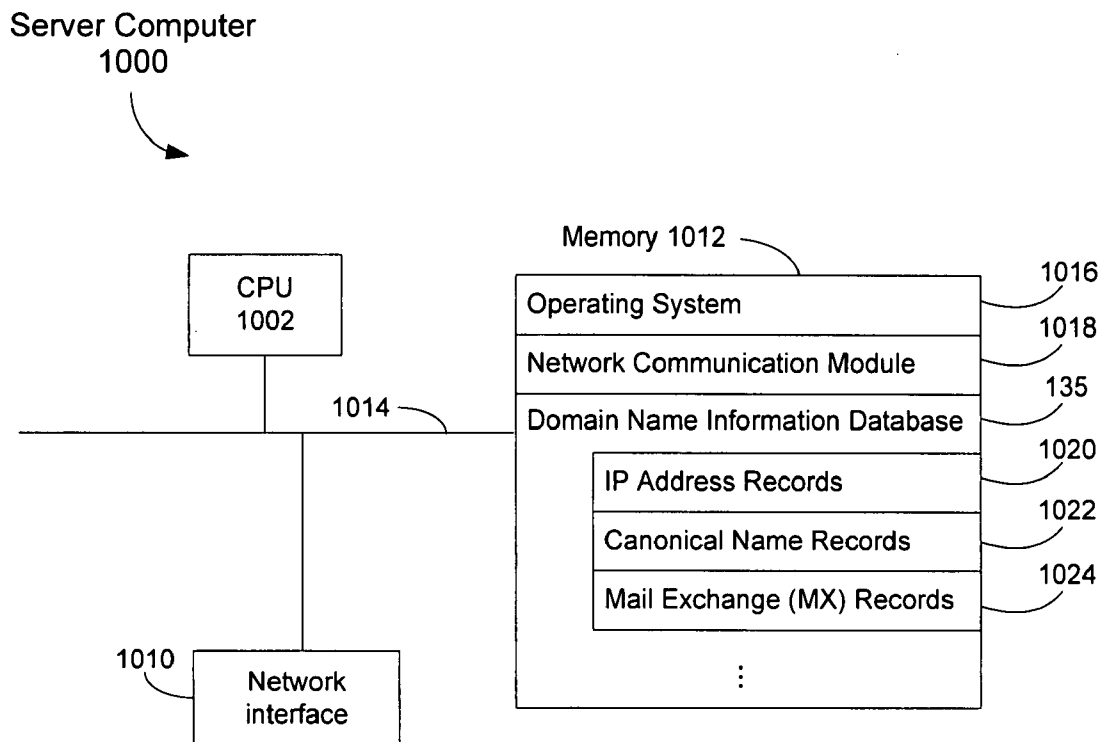 Server Computer
1000
Memory 1012
CPU
1002
Operating System
1016
Network Communication Module
1018
1014
Domain Name Information Database
135
IP Address Records
1020
Canonical Name Records
1022
Mail Exchange (MX) Records
1024
1010
Network
interface